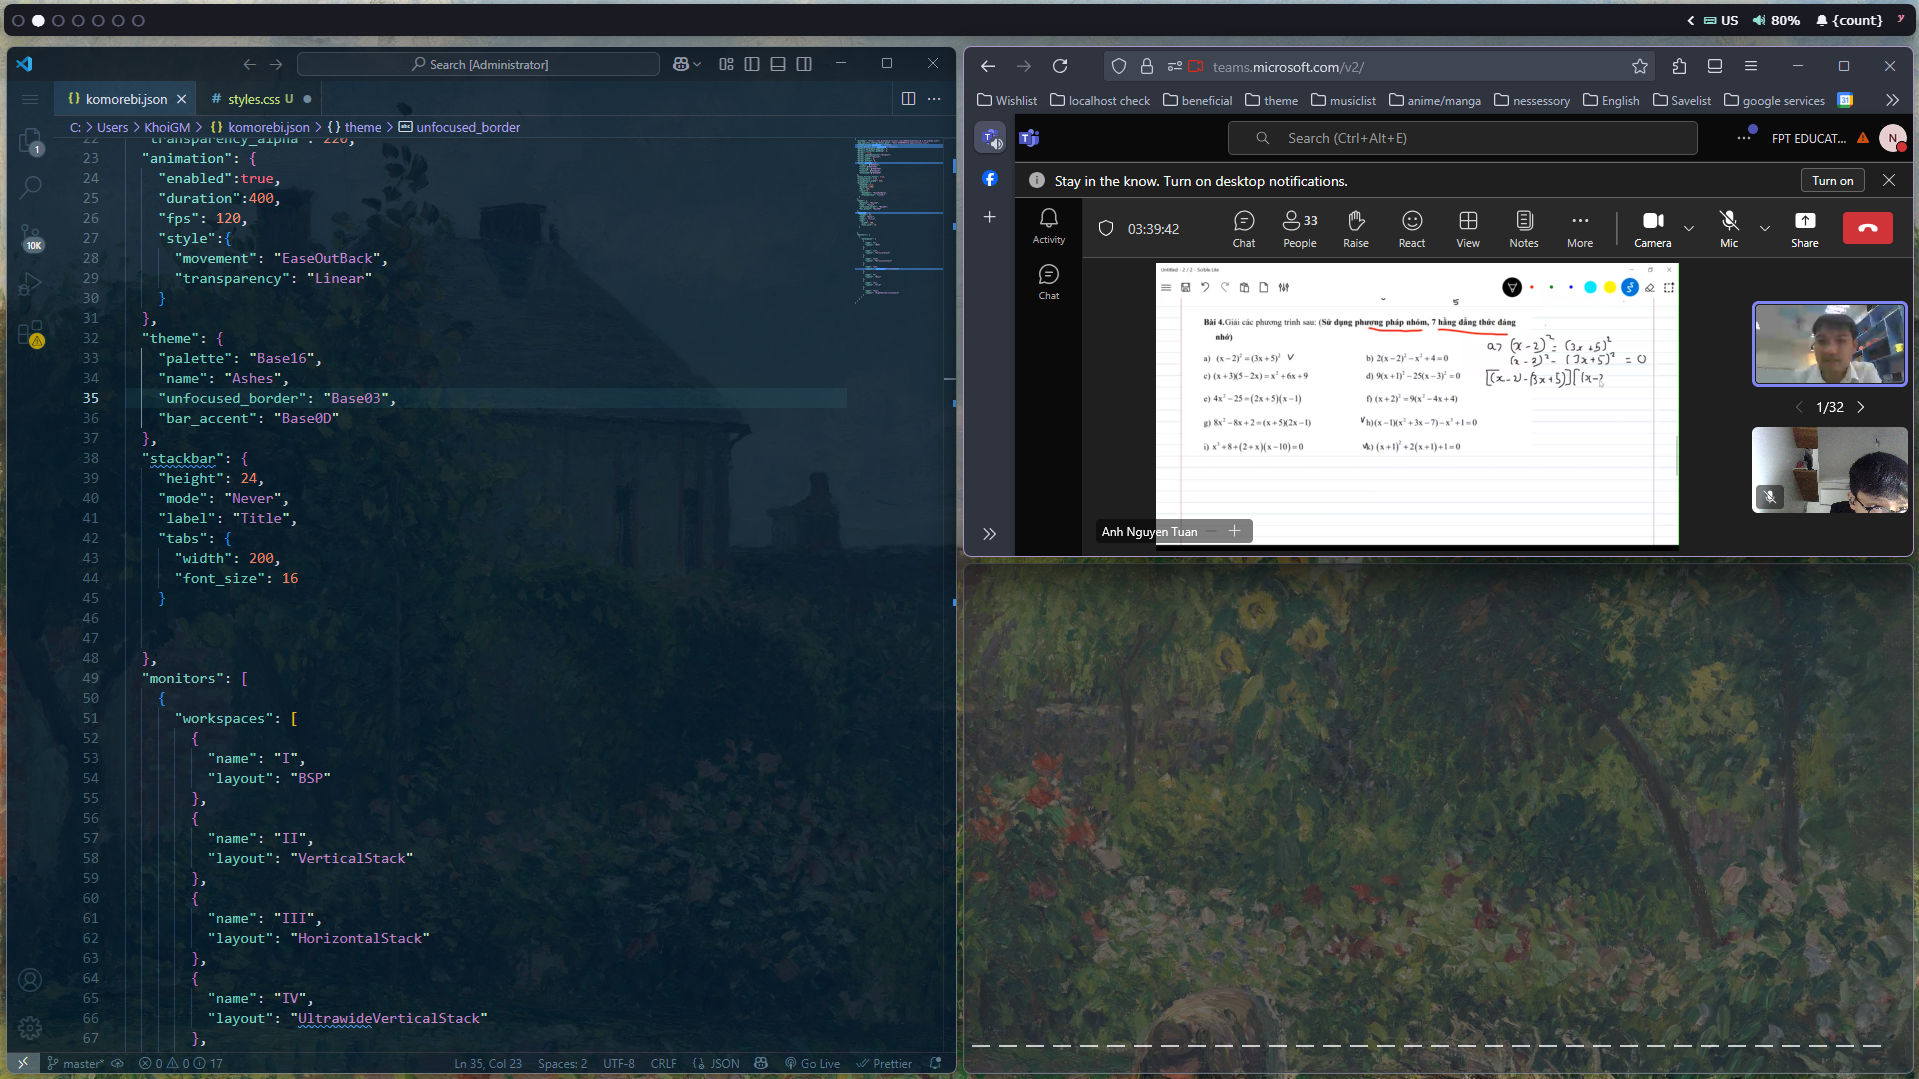 US 80% {count}
Search [Administrator]
komorebi.json
styles.css U
C: > Users > KhoiGM > {} komorebi.json > {} theme > unfocused_border
22 "transparency_alpha": 220,
23 "animation": {
24 "enabled":true,
25 "duration":400,
26 "fps": 120,
27 "style":{
28 "movement": "EaseOutBack",
29 "transparency": "Linear"
30 }
31 },
32 "theme": {
33 "palette": "Base16",
34 "name": "Ashes",
35 "unfocused_border": "Base03",
36 "bar_accent": "Base0D"
37 },
38 "stackbar": {
39 "height": 24,
40 "mode": "Never",
41 "label": "Title",
42 "tabs": {
43 "width": 200,
44 "font_size": 16
45 }
46
47
48 },
49 "monitors": [
50 {
51 "workspaces": [
52 {
53 "name": "I",
54 "layout": "BSP"
55 },
56 {
57 "name": "II",
58 "layout": "VerticalStack"
59 },
60 {
61 "name": "III",
62 "layout": "HorizontalStack"
63 },
64 {
65 "name": "IV",
66 "layout": "UltrawideVerticalStack"
67 },
1
10K
master* 0 0 17 Ln 35, Col 23 Spaces: 2 UTF-8 CRLF {} JSON Go Live Prettier
teams.microsoft.com/v2/
Wishlist localhost check beneficial theme musiclist anime/manga nessessory English Savelist google services
Search (Ctrl+Alt+E)
FPT EDUCAT...
N
Stay in the know. Turn on desktop notifications.
Turn on
Activity
Chat
03:39:42
Chat
33
People
Raise
React
View
Notes
More
Camera
Mic
Share
Untitled - 2 / 2 - Scrble Lite
5
Bài 4. Giải các phương trình sau: (Sử dụng phương pháp nhóm, 7 hằng đẳng thức đáng
nhớ)
a) (x−2)² = (3x+5)²
b) 2(x−2)² − x² + 4 = 0
c) (x+3)(5−2x) = x² + 6x + 9
d) 9(x+1)² − 25(x−3)² = 0
e) 4x² − 25 = (2x+5)(x−1)
f) (x+2)² = 9(x² − 4x + 4)
g) 8x² − 8x + 2 = (x+5)(2x−1)
h) (x−1)(x² + 3x − 7) − x³ + 1 = 0
i) x³ + 8 + (2+x)(x−10) = 0
k) (x+1)² + 2(x+1) + 1 = 0
a> (x−2)² = (3x+5)²
(x−2)² − (3x+5)² = 0
[(x−2) − (3x+5)][(x−2
Anh Nguyen Tuan
1/32